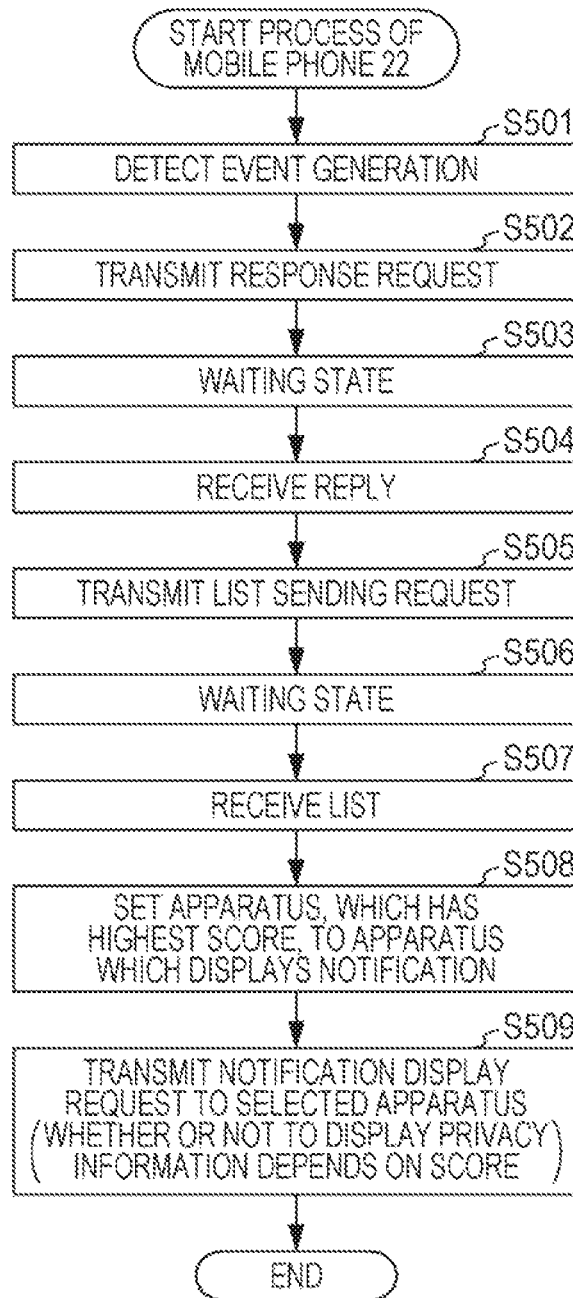 START PROCESS OF
MOBILE PHONE 22
S501
DETECT EVENT GENERATION
S502
TRANSMIT RESPONSE REQUEST
S503
WAITING STATE
S504
RECEIVE REPLY
S505
TRANSMIT LIST SENDING REQUEST
S506
WAITING STATE
S507
RECEIVE LIST
S508
SET APPARATUS, WHICH HAS
HIGHEST SCORE, TO APPARATUS
WHICH DISPLAYS NOTIFICATION
S509
TRANSMIT NOTIFICATION DISPLAY
REQUEST TO SELECTED APPARATUS
(WHETHER OR NOT TO DISPLAY PRIVACY
INFORMATION DEPENDS ON SCORE)
END